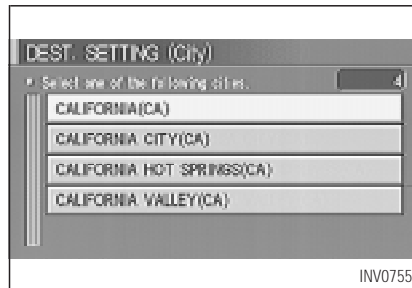 DEST. SETTING (City)
Select one of the following cities.
4
CALIFORNIA(CA)
CALIFORNIA CITY(CA)
CALIFORNIA HOT SPRINGS(CA)
CALIFORNIA VALLEY(CA)
INV0755